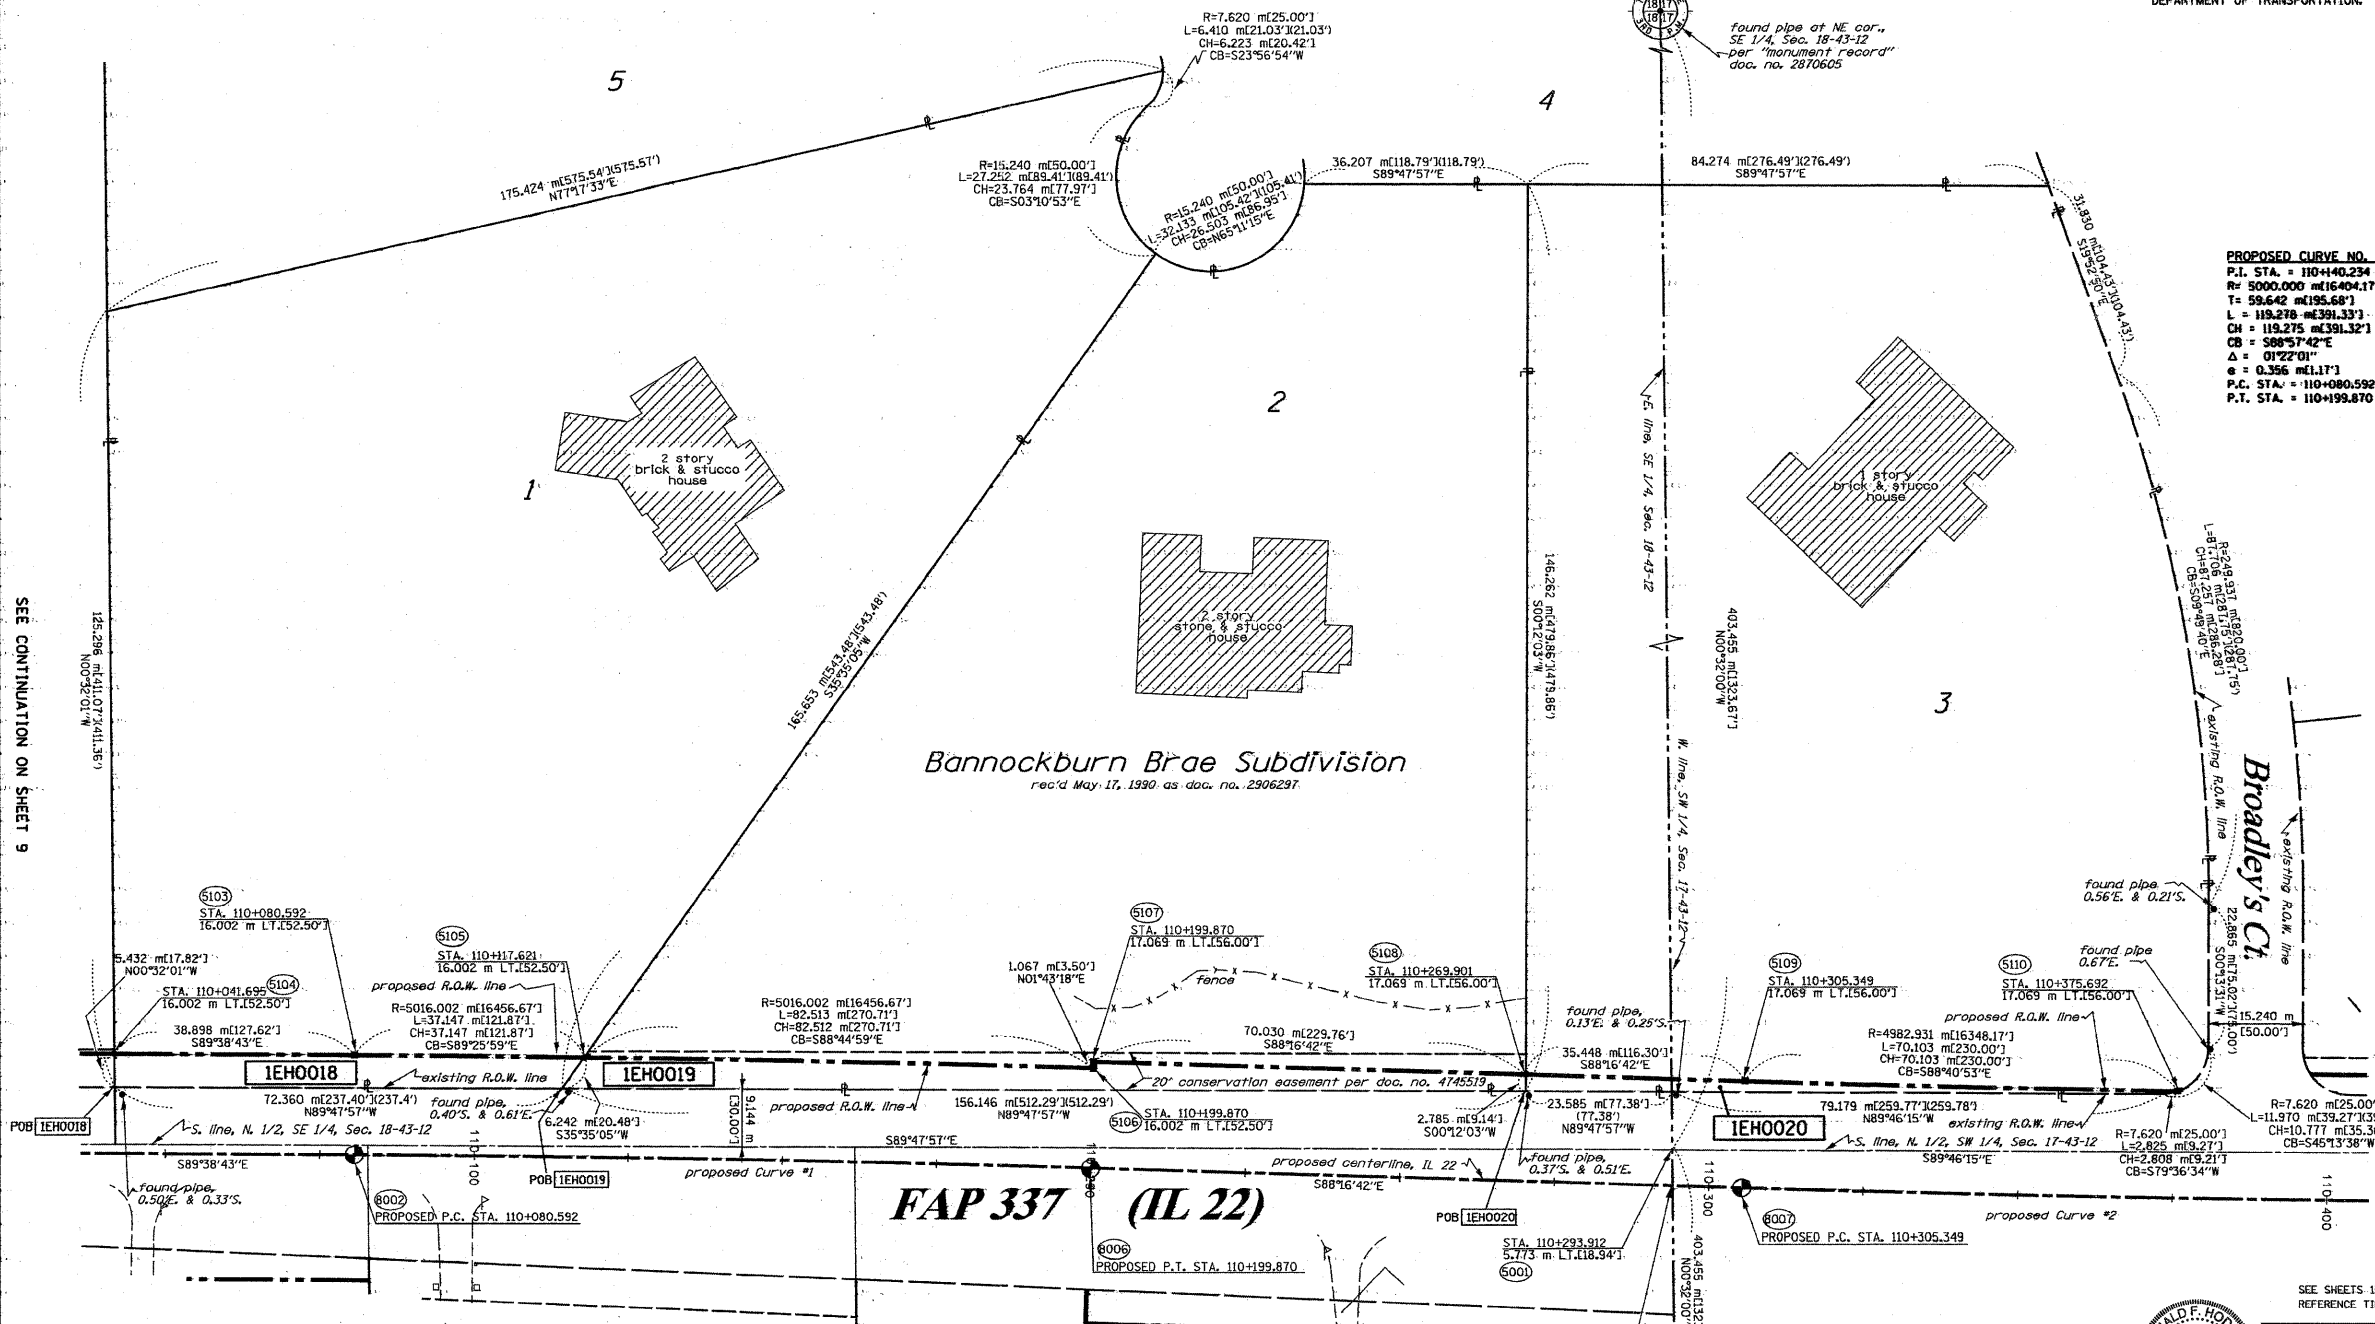 DEPARTMENT OF TRANSPORTATION.
found pipe at NE cor.,
SE 1/4, Sec. 18-43-12
per "monument record"
doc. no. 2870605
R=7.620 m[25.00']
L=6.410 m[21.03'](21.03')
CH=6.223 m[20.42']
CB=S23°56'54"W
5
4
175.424 m[575.54'](575.57')
N77°17'33"E
R=15.240 m[50.00']
L=27.252 m[89.41'](89.41')
CH=23.764 m[77.97']
CB=S03°10'53"E
R=15.240 m[50.00']
L=32.133 m[105.42'](105.41')
CH=26.503 m[86.95']
CB=N65°11'15"E
36.207 m[118.79'](118.79')
S89°47'57"E
84.274 m[276.49'](276.49')
S89°47'57"E
31.830 m[104.43'](104.43')
S19°52'50"E
PROPOSED CURVE NO.
P.I. STA. = 110+140.234
R= 5000.000 m[16404.17
T= 59.642 m[195.68']
L = 119.278 m[391.33']
CH = 119.275 m[391.32']
CB = S88°57'42"E
Δ = 01°22'01"
e = 0.356 m[1.17']
P.C. STA. = 110+080.592
P.T. STA. = 110+199.870
2
1
2 story
brick & stucco
house
1 story
brick & stucco
house
2 story
stone & stucco
house
E. line, SE 1/4, Sec. 18-43-12
SEE CONTINUATION ON SHEET 9
125.296 m[411.07'](411.36')
N00°32'01"W
165.653 m[543.48'](543.48')
S35°35'05"W
146.262 m[479.86'](479.86')
S00°12'03"W
403.455 m[1323.67']
N00°32'00"W
3
R=249.937 m[820.00']
L=87.706 m[287.75'](287.75')
CH=87.257 m[286.28']
CB=S09°49'40"E
existing R.O.W. line
Broadley's Ct.
existing R.O.W. line
W. line, SW 1/4, Sec. 17-43-12
Bannockburn Brae Subdivision
rec'd May 17, 1990 as doc. no. 2906297
5103
STA. 110+080.592
16.002 m LT.[52.50']
5.432 m[17.82']
N00°32'01"W
5104
STA. 110+041.695
16.002 m LT.[52.50']
38.898 m[127.62']
S89°38'43"E
proposed R.O.W. line
5105
STA. 110+117.621
16.002 m LT.[52.50']
R=5016.002 m[16456.67']
L=37.147 m[121.87']
CH=37.147 m[121.87']
CB=S89°25'59"E
R=5016.002 m[16456.67']
L=82.513 m[270.71']
CH=82.512 m[270.71']
CB=S88°44'59"E
5107
STA. 110+199.870
17.069 m LT.[56.00']
1.067 m[3.50']
N01°43'18"E
fence
5108
STA. 110+269.901
17.069 m LT.[56.00']
70.030 m[229.76']
S88°16'42"E
found pipe,
0.13'E. & 0.25'S.
35.448 m[116.30']
S88°16'42"E
5109
STA. 110+305.349
17.069 m LT.[56.00']
5110
STA. 110+375.692
17.069 m LT.[56.00']
proposed R.O.W. line
R=4982.931 m[16348.17']
L=70.103 m[230.00']
CH=70.103 m[230.00']
CB=S88°40'53"E
found pipe
0.56'E. & 0.21'S.
found pipe
0.67'E.
22.865 m[75.02'](75.00')
S00°13'31"W
15.240 m
[50.00']
1EH0018
1EH0019
existing R.O.W. line
72.360 m[237.40'](237.4')
N89°47'57"W
found pipe,
0.40'S. & 0.61'E.
6.242 m[20.48']
S35°35'05"W
9.144 m
[30.00']
proposed R.O.W. line
156.146 m[512.29'](512.29')
N89°47'57"W
20' conservation easement per doc. no. 4745519
5106
STA. 110+199.870
16.002 m LT.[52.50']
2.785 m[9.14']
S00°12'03"W
23.585 m[77.38']
(77.38')
N89°47'57"W
1EH0020
79.179 m[259.77'](259.78')
N89°46'15"W
existing R.O.W. line
R=7.620 m[25.00']
L=2.825 m[9.27']
CH=2.808 m[9.21']
CB=S79°36'34"W
R=7.620 m[25.00'
L=11.970 m[39.27'](39
CH=10.777 m[35.3
CB=S45°13'38"W
POB 1EH0018
S. line, N. 1/2, SE 1/4, Sec. 18-43-12
S89°38'43"E
found pipe,
0.50'E. & 0.33'S.
110+100
POB 1EH0019
S89°47'57"E
proposed Curve #1
proposed centerline, IL 22
S88°16'42"E
found pipe,
0.37'S. & 0.51'E.
S. line, N. 1/2, SW 1/4, Sec. 17-43-12
S89°46'15"E
8002
PROPOSED P.C. STA. 110+080.592
FAP 337 (IL 22)
8006
PROPOSED P.T. STA. 110+199.870
POB 1EH0020
STA. 110+293.912
5.773 m LT.[18.94']
5001
110+300
8007
PROPOSED P.C. STA. 110+305.349
proposed Curve #2
110+400
403.455 m[132
N00°32'00"
SEE SHEETS 1
REFERENCE TI
ALD F. HO